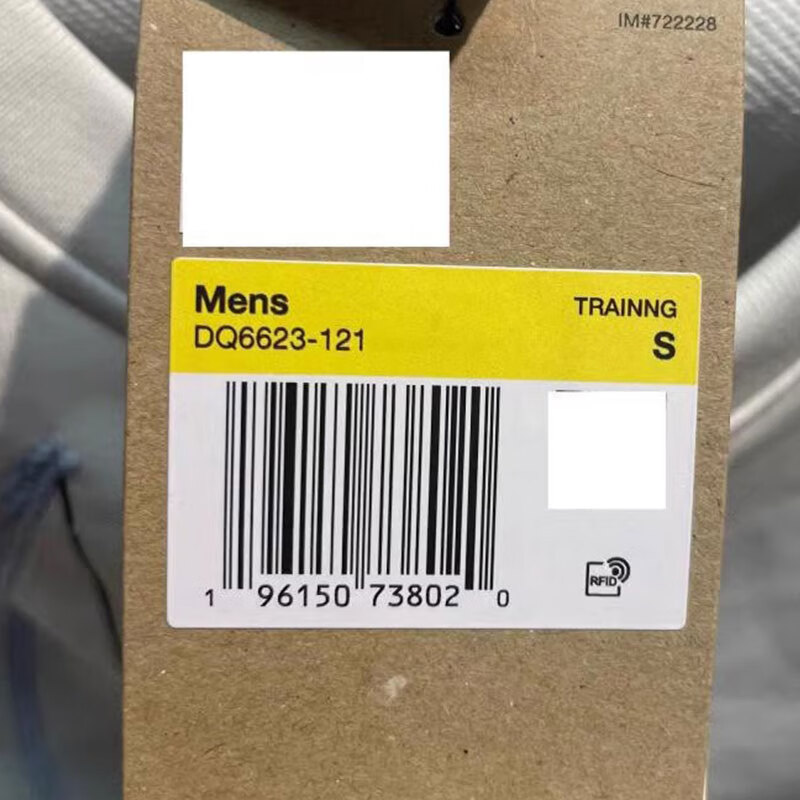 IM#722228
Mens
TRAINNG
DQ6623-121
S
1 96150 73802 0
RFID